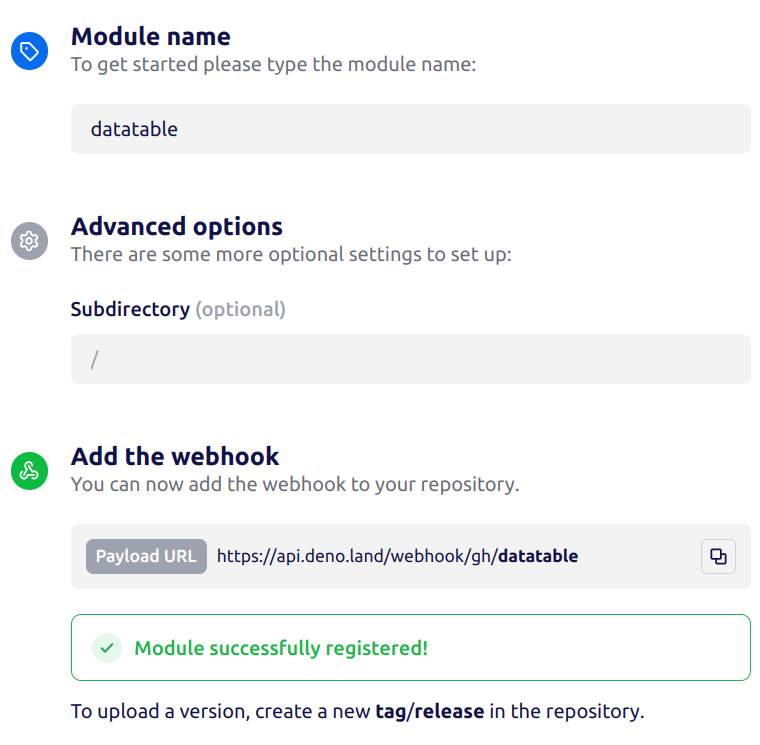 Module name
To get started please type the module name:
datatable
Advanced options
There are some more optional settings to set up:
Subdirectory (optional)
/
Add the webhook
You can now add the webhook to your repository.
Payload URL https://api.deno.land/webhook/gh/datatable
Module successfully registered!
To upload a version, create a new tag/release in the repository.